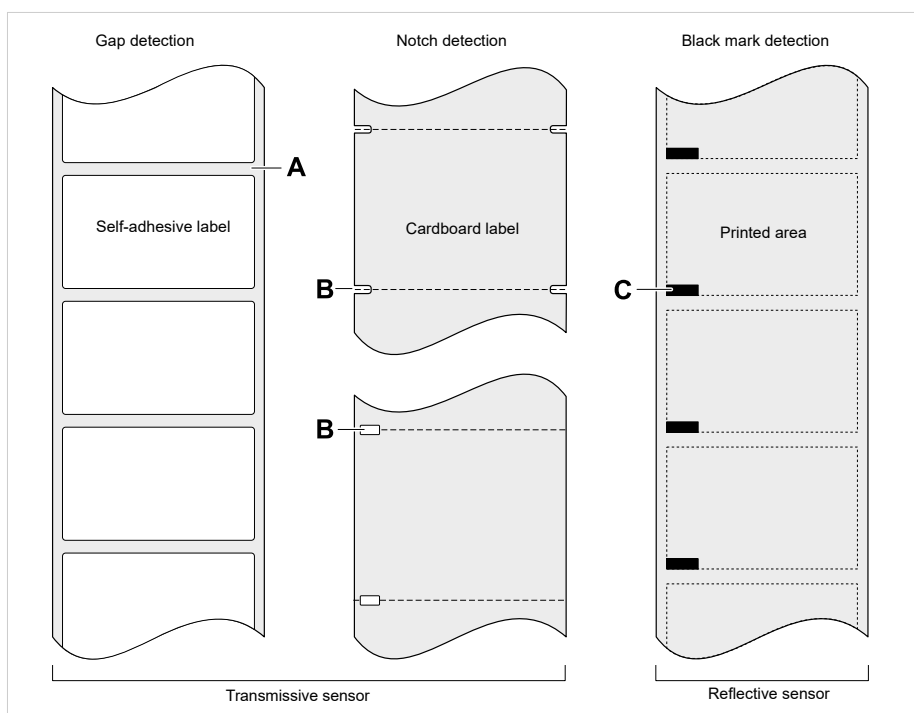 Gap detection
Notch detection
Black mark detection
A
Self-adhesive label
Cardboard label
Printed area
B
C
B
Transmissive sensor
Reflective sensor